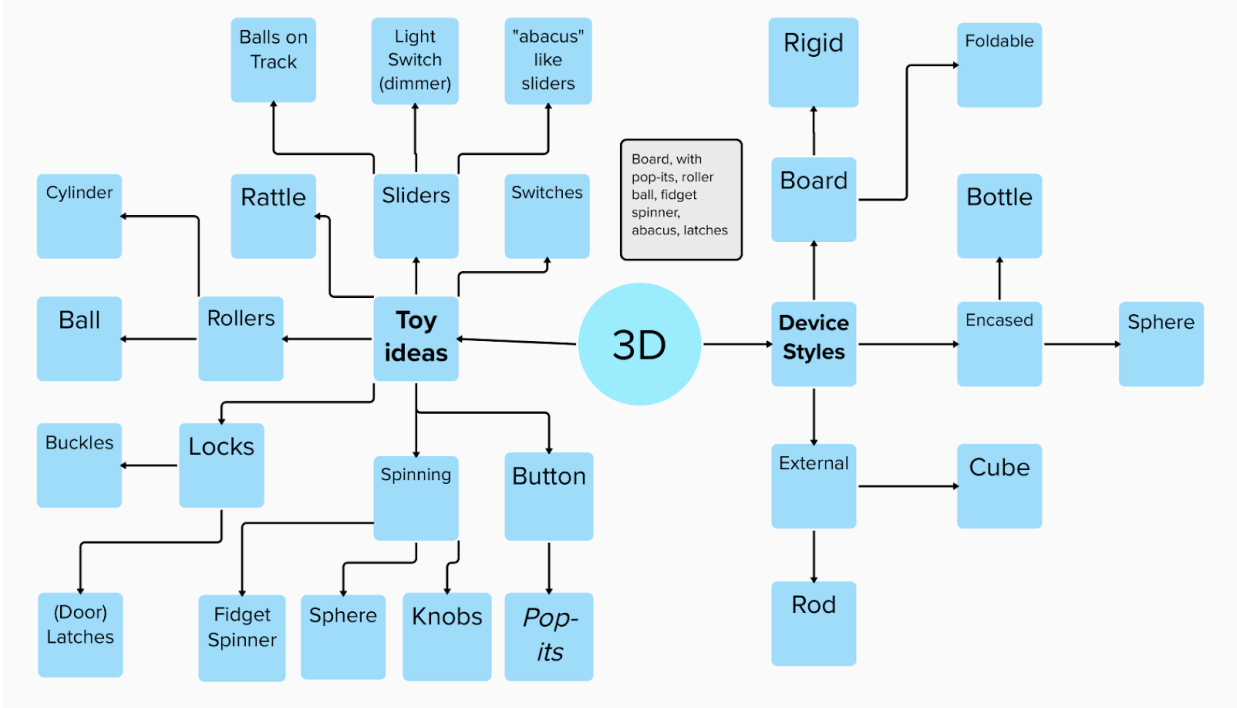 Balls on
Track
Light
Switch
(dimmer)
"abacus"
like
sliders
Rigid
Foldable
Cylinder
Rattle
Sliders
Switches
Board, with
pop-its, roller
ball, fidget
spinner,
abacus, latches
Board
Bottle
Ball
Rollers
Toy
ideas
3D
Device
Styles
Encased
Sphere
Buckles
Locks
Spinning
Button
External
Cube
(Door)
Latches
Fidget
Spinner
Sphere
Knobs
Pop-
its
Rod